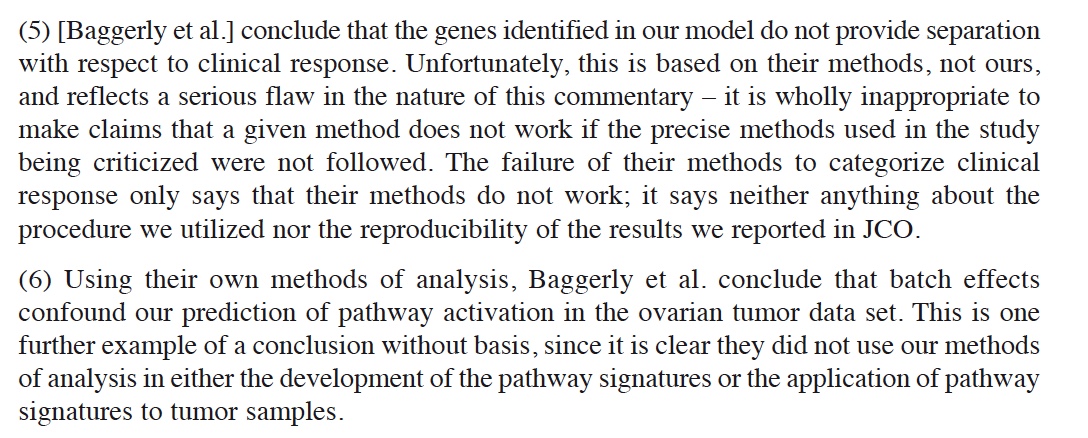 (5) [Baggerly et al.] conclude that the genes identified in our model do not provide separation
with respect to clinical response. Unfortunately, this is based on their methods, not ours,
and reflects a serious flaw in the nature of this commentary – it is wholly inappropriate to
make claims that a given method does not work if the precise methods used in the study
being criticized were not followed. The failure of their methods to categorize clinical
response only says that their methods do not work; it says neither anything about the
procedure we utilized nor the reproducibility of the results we reported in JCO.
(6) Using their own methods of analysis, Baggerly et al. conclude that batch effects
confound our prediction of pathway activation in the ovarian tumor data set. This is one
further example of a conclusion without basis, since it is clear they did not use our methods
of analysis in either the development of the pathway signatures or the application of pathway
signatures to tumor samples.